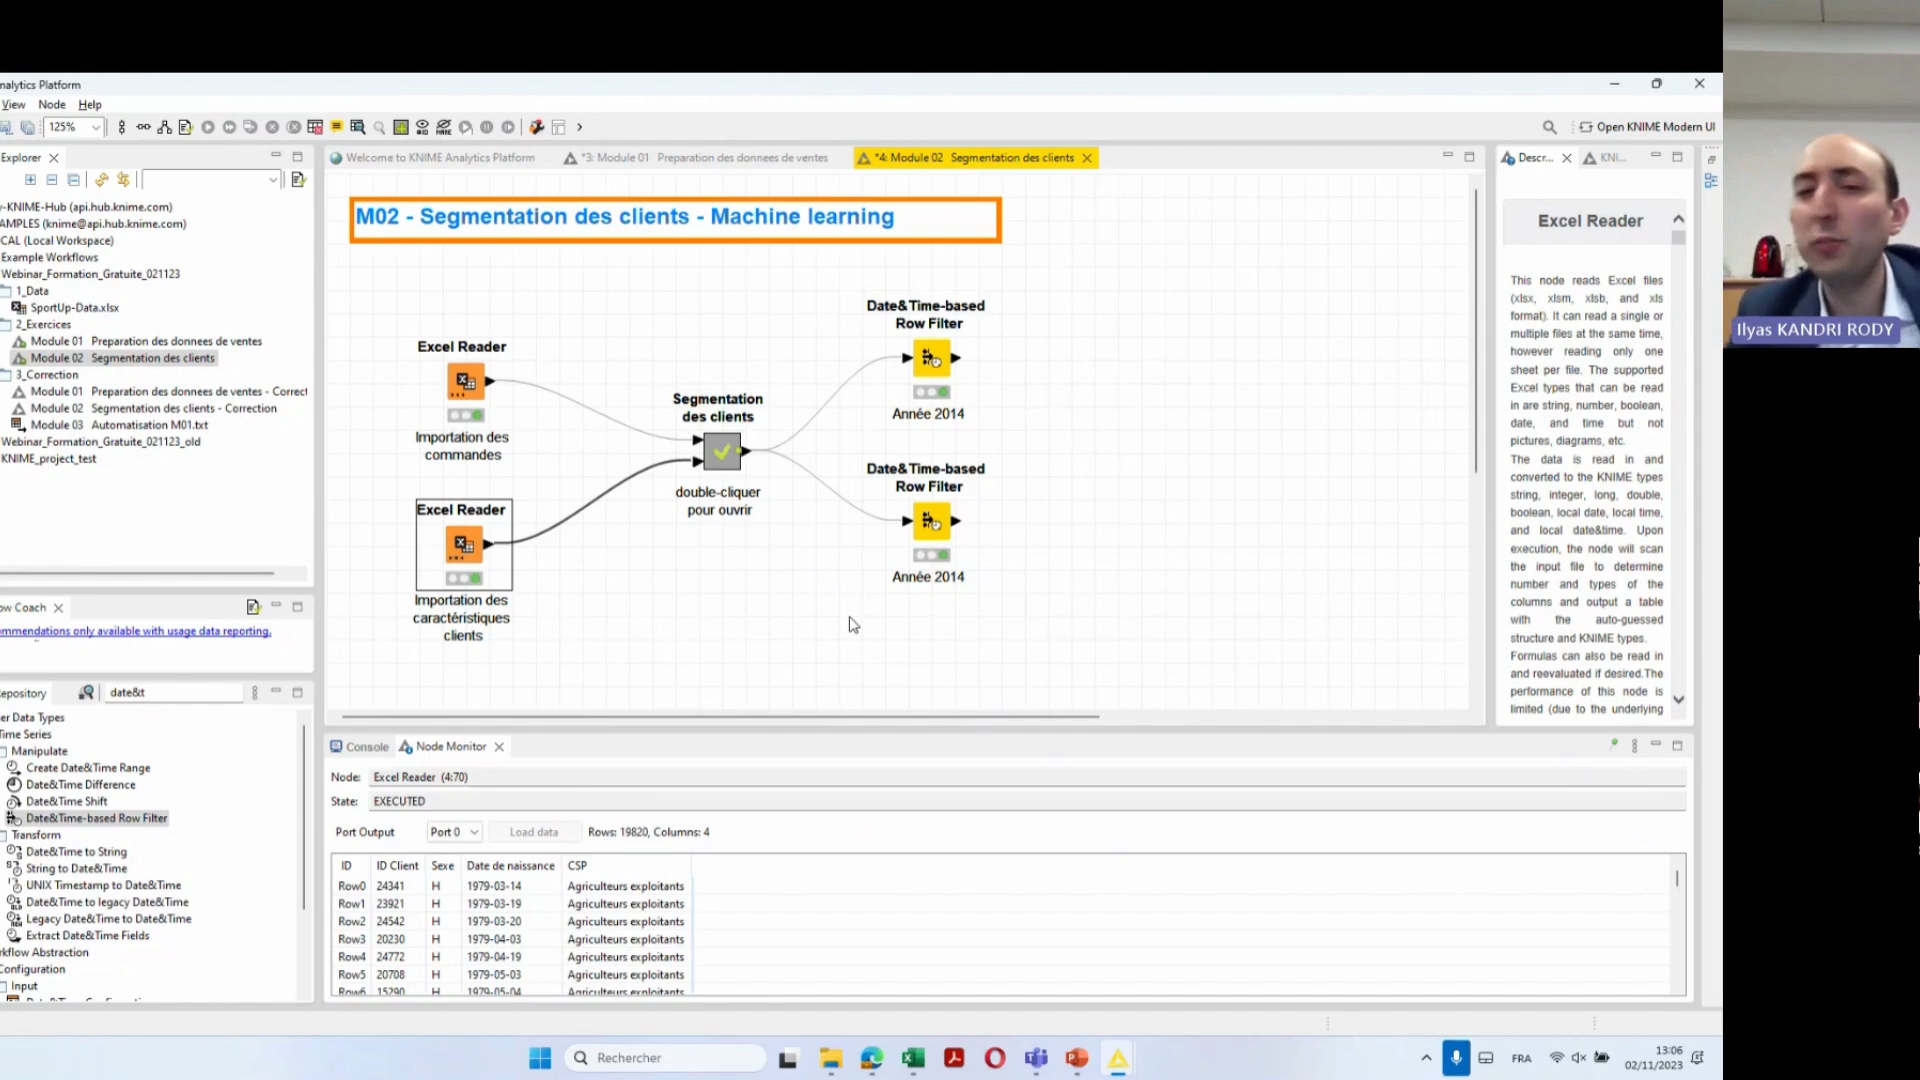 nalytics Platform
View Node Help
125%
Open KNIME Modern UI
Explorer
Welcome to KNIME Analytics Platform
*3: Module 01 Preparation des donnees de ventes
*4: Module 02 Segmentation des clients
Descr...
KNI...
y-KNIME-Hub (api.hub.knime.com)
AMPLES (knime@api.hub.knime.com)
CAL (Local Workspace)
Example Workflows
Webinar_Formation_Gratuite_021123
1_Data
SportUp-Data.xlsx
2_Exercices
Module 01 Preparation des donnees de ventes
Module 02 Segmentation des clients
3_Correction
Module 01 Preparation des donnees de ventes - Correct
Module 02 Segmentation des clients - Correction
Module 03 Automatisation M01.txt
Webinar_Formation_Gratuite_021123_old
KNIME_project_test
ow Coach
mmendations only available with usage data reporting.
epository
date&t
er Data Types
Time Series
Manipulate
Create Date&Time Range
Date&Time Difference
Date&Time Shift
Date&Time-based Row Filter
Transform
Date&Time to String
String to Date&Time
UNIX Timestamp to Date&Time
Date&Time to legacy Date&Time
Legacy Date&Time to Date&Time
Extract Date&Time Fields
rkflow Abstraction
Configuration
Input
M02 - Segmentation des clients - Machine learning
Excel Reader
Importation des
commandes
Excel Reader
Importation des
caractéristiques
clients
Segmentation
des clients
double-cliquer
pour ouvrir
Date&Time-based
Row Filter
Année 2014
Date&Time-based
Row Filter
Année 2014
Excel Reader
This node reads Excel files
(xlsx, xlsm, xlsb, and xls
format). It can read a single or
multiple files at the same time,
however reading only one
sheet per file. The supported
Excel types that can be read
in are string, number, boolean,
date, and time but not
pictures, diagrams, etc.
The data is read in and
converted to the KNIME types
string, integer, long, double,
boolean, local date, local time,
and local date&time. Upon
execution, the node will scan
the input file to determine
number and types of the
columns and output a table
with the auto-guessed
structure and KNIME types.
Formulas can also be read in
and reevaluated if desired.The
performance of this node is
limited (due to the underlying
Console
Node Monitor
Node: Excel Reader (4:70)
State: EXECUTED
Port Output Port 0 Load data Rows: 19820, Columns: 4
ID ID Client Sexe Date de naissance CSP
Row0 24341 H 1979-03-14 Agriculteurs exploitants
Row1 23921 H 1979-03-19 Agriculteurs exploitants
Row2 24542 H 1979-03-20 Agriculteurs exploitants
Row3 20230 H 1979-04-03 Agriculteurs exploitants
Row4 24772 H 1979-04-19 Agriculteurs exploitants
Row5 20708 H 1979-05-03 Agriculteurs exploitants
Row6 15290 H 1979-05-04 Agriculteurs exploitants
Ilyas KANDRI RODY
Rechercher
FRA
13:06
02/11/2023